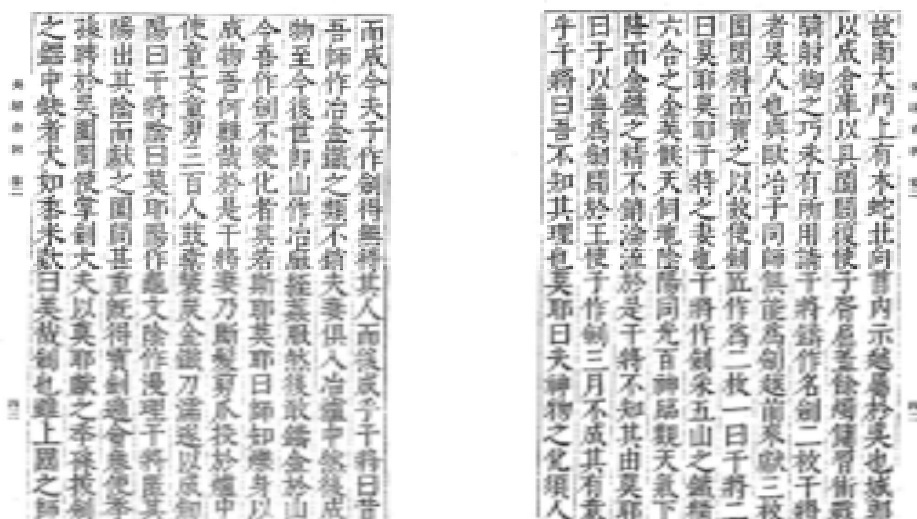 故南大門上有木蛇北向首內示越屬於吳也城郭
以成倉庫以具闔閭復使子胥屈蓋餘燭傭習術戰
騎射御之巧未有所用請干將鑄作名劍二枚干將
者吳人也與歐冶子同師俱能爲劍越前來獻三枚
闔閭得而寶之以故使劍匠作爲二枚一曰干將二
曰莫耶莫耶干將之妻也干將作劍采五山之鐵精
六合之金英候天伺地陰陽同光百神臨觀天氣下
降而金鐵之精不銷淪流於是干將不知其由莫耶
曰子以善爲劍聞於王使子作劍三月不成其有意
乎干將曰吾不知其理也莫耶曰夫神物之化須人
而成今夫子作劍得無得其人而後成乎干將曰昔
吾師作冶金鐵之類不銷夫妻俱入冶爐中然後成
物至今後世即山作冶麻絰葌服然後敢鑄金於山
今吾作劍不變化者其若斯耶莫耶曰師知爍身以
成物吾何難哉於是干將妻乃斷髮剪爪投於爐中
使童女童男三百人鼓橐裝炭金鐵刀濡遂以成劍
陽曰干將陰曰莫耶陽作龜文陰作漫理干將匿其
陽出其陰而獻之闔閭甚重既得寶劍適會魯使季
孫聘於吳闔閭使掌劍大夫以莫耶獻之季孫拔劍
之鍔中缺者大如黍米歎曰美哉劍也雖上國之師